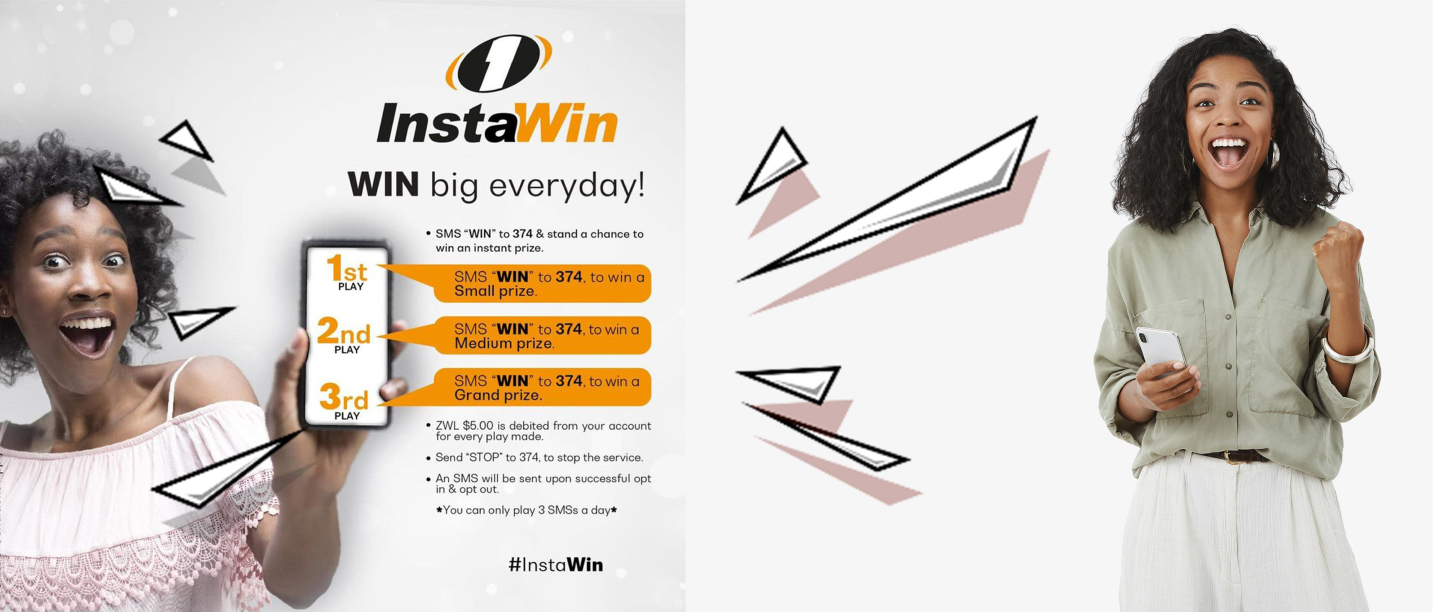 1
InstaWin
WIN big everyday!
• SMS “WIN” to 374 & stand a chance to
win an instant prize.
1st
PLAY
SMS “WIN” to 374, to win a
Small prize.
2nd
PLAY
SMS “WIN” to 374, to win a
Medium prize.
3rd
PLAY
SMS “WIN” to 374, to win a
Grand prize.
• ZWL $5.00 is debited from your account
for every play made.
• Send “STOP” to 374, to stop the service.
• An SMS will be sent upon successful opt
in & opt out.
*You can only play 3 SMSs a day*
#InstaWin